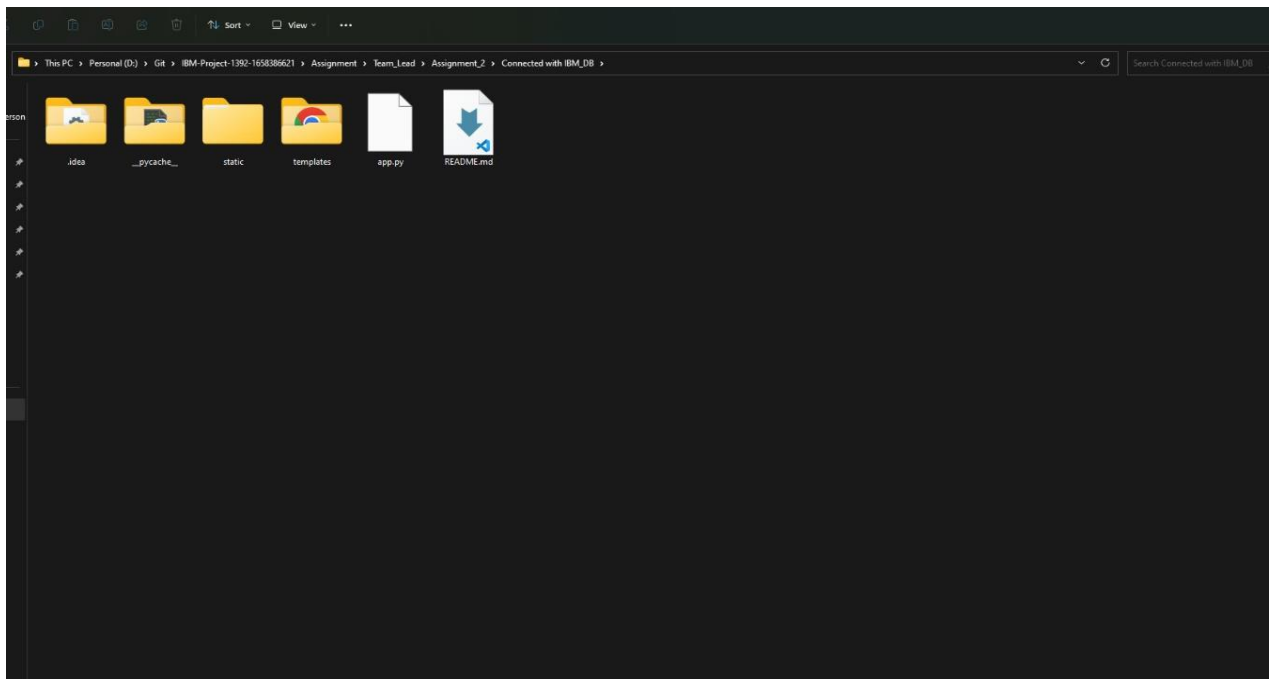 Sort View
This PC > Personal (D:) > Git > IBM-Project-1392-1658386621 > Assignment > Team_Lead > Assignment_2 > Connected with IBM_DB > Search Connected with IBM_DB
erson
.idea __pycache__ static templates app.py README.md